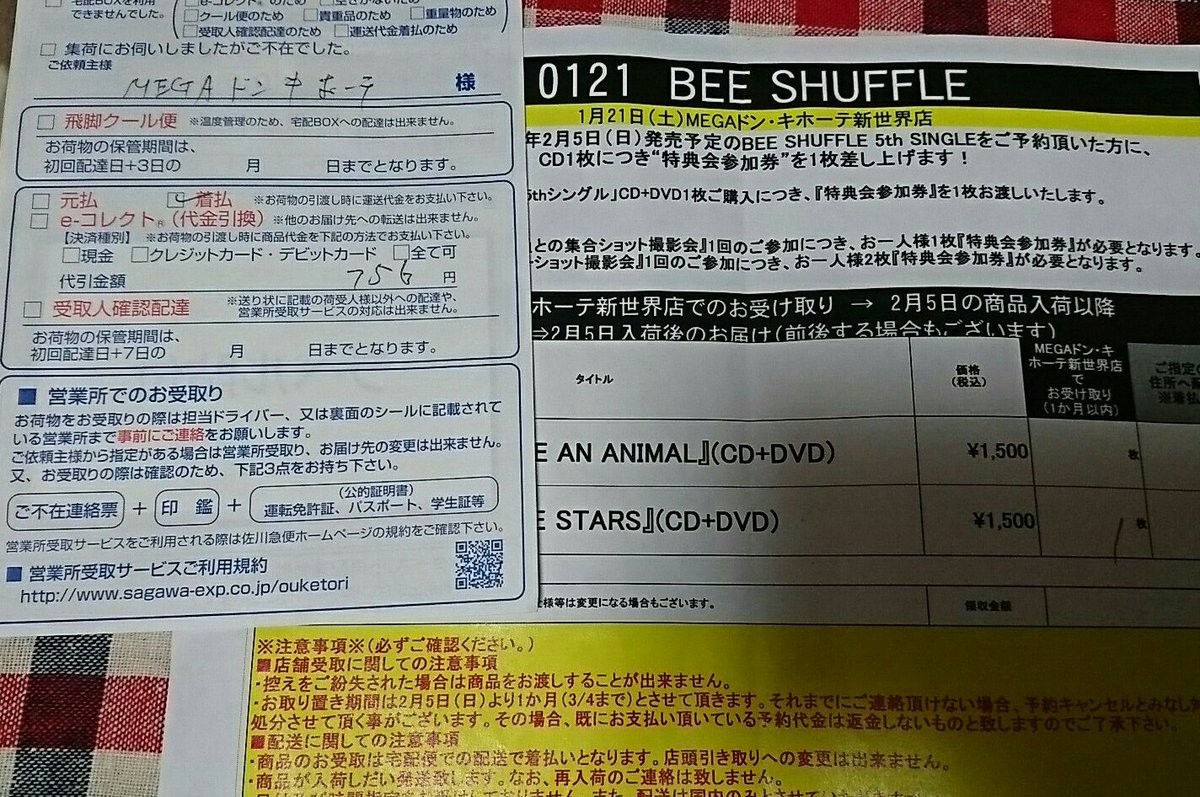 宅配BOXを利用
できませんでした。
e-コレクト®のため
クール便のため
貴重品のため
重量物のため
受取人確認配達のため
運送代金着払のため
集荷にお伺いしましたがご不在でした。
ご依頼主様
MEGA ドンキホーテ 様
飛脚クール便 ※温度管理のため、宅配BOXへの配達は出来ません。
お荷物の保管期間は、
初回配達日+3日の 月 日までとなります。
元払 着払 ※お荷物の引渡し時に運送代金をお支払い下さい。
e-コレクト®(代金引換) ※他のお届け先への転送は出来ません。
【決済種別】 ※お荷物の引渡し時に商品代金を下記の方法でお支払い下さい。
現金 クレジットカード・デビットカード 全て可
代引金額 756 円
受取人確認配達 ※送り状に記載の荷受人様以外への配達や、
営業所受取サービスの対応は出来ません。
お荷物の保管期間は、
初回配達日+7日の 月 日までとなります。
■ 営業所でのお受取り
お荷物をお受取りの際は担当ドライバー、又は裏面のシールに記載されて
いる営業所まで事前にご連絡をお願いします。
ご依頼主様から指定がある場合は営業所受取り、お届け先の変更は出来ません。
又、お受取りの際は確認のため、下記3点をお持ち下さい。
ご不在連絡票 + 印 鑑 + (公的証明書)
運転免許証、パスポート、学生証等
営業所受取サービスをご利用される際は佐川急便ホームページの規約をご確認下さい。
■ 営業所受取サービスご利用規約
http://www.sagawa-exp.co.jp/ouketori
0121 BEE SHUFFLE
1月21日(土)MEGAドン・キホーテ新世界店
年2月5日(日)発売予定のBEE SHUFFLE 5th SINGLEをご予約頂いた方に、
CD1枚につき“特典会参加券”を1枚差し上げます!
5thシングル」CD+DVD1枚ご購入につき、『特典会参加券』を1枚お渡しいたします。
との集合ショット撮影会』1回のご参加につき、お一人様1枚『特典会参加券』が必要となります。
ショット撮影会』1回のご参加につき、お一人様2枚『特典会参加券』が必要となります。
ホーテ新世界店でのお受け取り → 2月5日の商品入荷以降
⇒2月5日入荷後のお届け(前後する場合もございます)
タイトル
価格
(税込)
MEGAドン・キ
ホーテ新世界店
で
お受け取り
(1か月以内)
ご指定の
住所へ
※着払
E AN ANIMAL』(CD+DVD) ¥1,500 枚
E STARS』(CD+DVD) ¥1,500 1 枚
仕様等は変更になる場合もございます。
領収金額
※注意事項※(必ずご確認ください。)
■店舗受取に関しての注意事項
・控えをご紛失された場合は商品をお渡しすることが出来ません。
・お取り置き期間は2月5日(日)より1か月(3/4まで)とさせて頂きます。それまでにご連絡頂けない場合、予約キャンセルとみなし
処分させて頂く事がございます。その場合、既にお支払い頂いている予約代金は返金しないものと致しますのでご了承下さい。
■配送に関しての注意事項
・商品のお受取は宅配便での配送で着払いとなります。店頭引き取りへの変更は出来ません。
・商品が入荷しだい発送致します。なお、再入荷のご連絡は致しません。